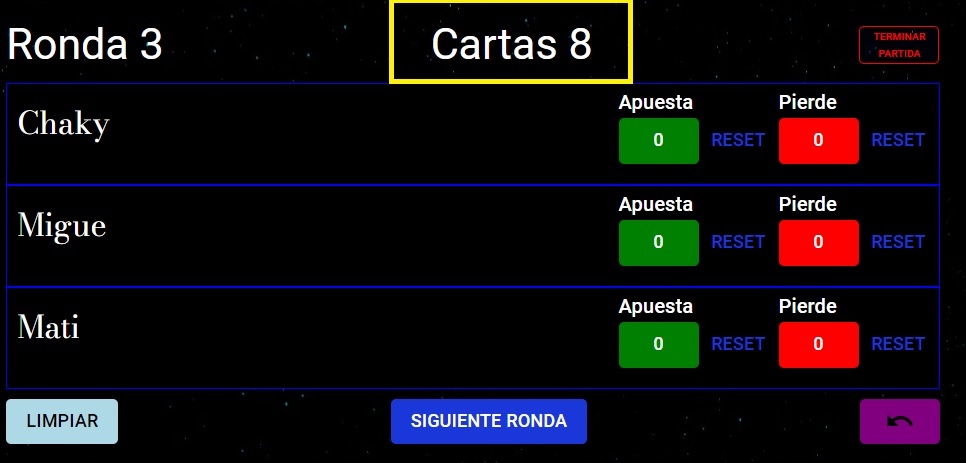 Ronda 3
Cartas 8
TERMINAR
PARTIDA
Chaky
Apuesta
Pierde
0
RESET
0
RESET
Migue
Apuesta
Pierde
0
RESET
0
RESET
Mati
Apuesta
Pierde
0
RESET
0
RESET
LIMPIAR
SIGUIENTE RONDA